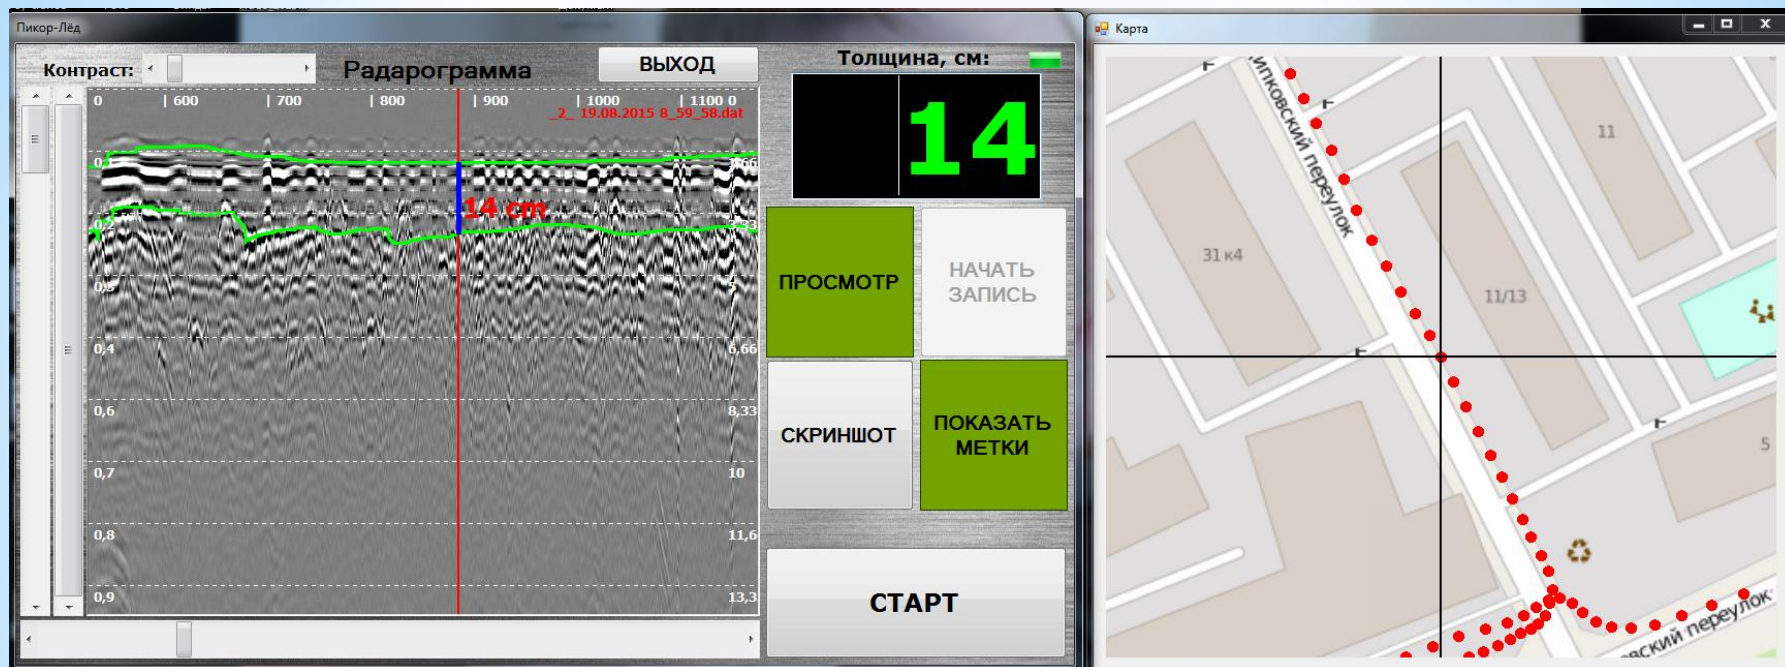 Пикор-Лёд
Контраст:
Радарограмма
ВЫХОД
Толщина, см:
0 | 600 | 700 | 800 | 900 | 1000 | 1100 0
_2_ 19.08.2015 8_59_58.dat
14
14 cm
0,4
6,66
0,6
8,33
0,7
10
0,8
11,6
0,9
13,3
ПРОСМОТР
НАЧАТЬ
ЗАПИСЬ
СКРИНШОТ
ПОКАЗАТЬ
МЕТКИ
СТАРТ
Карта
ипковский переулок
11
31 к4
11/13
5
вский переулок